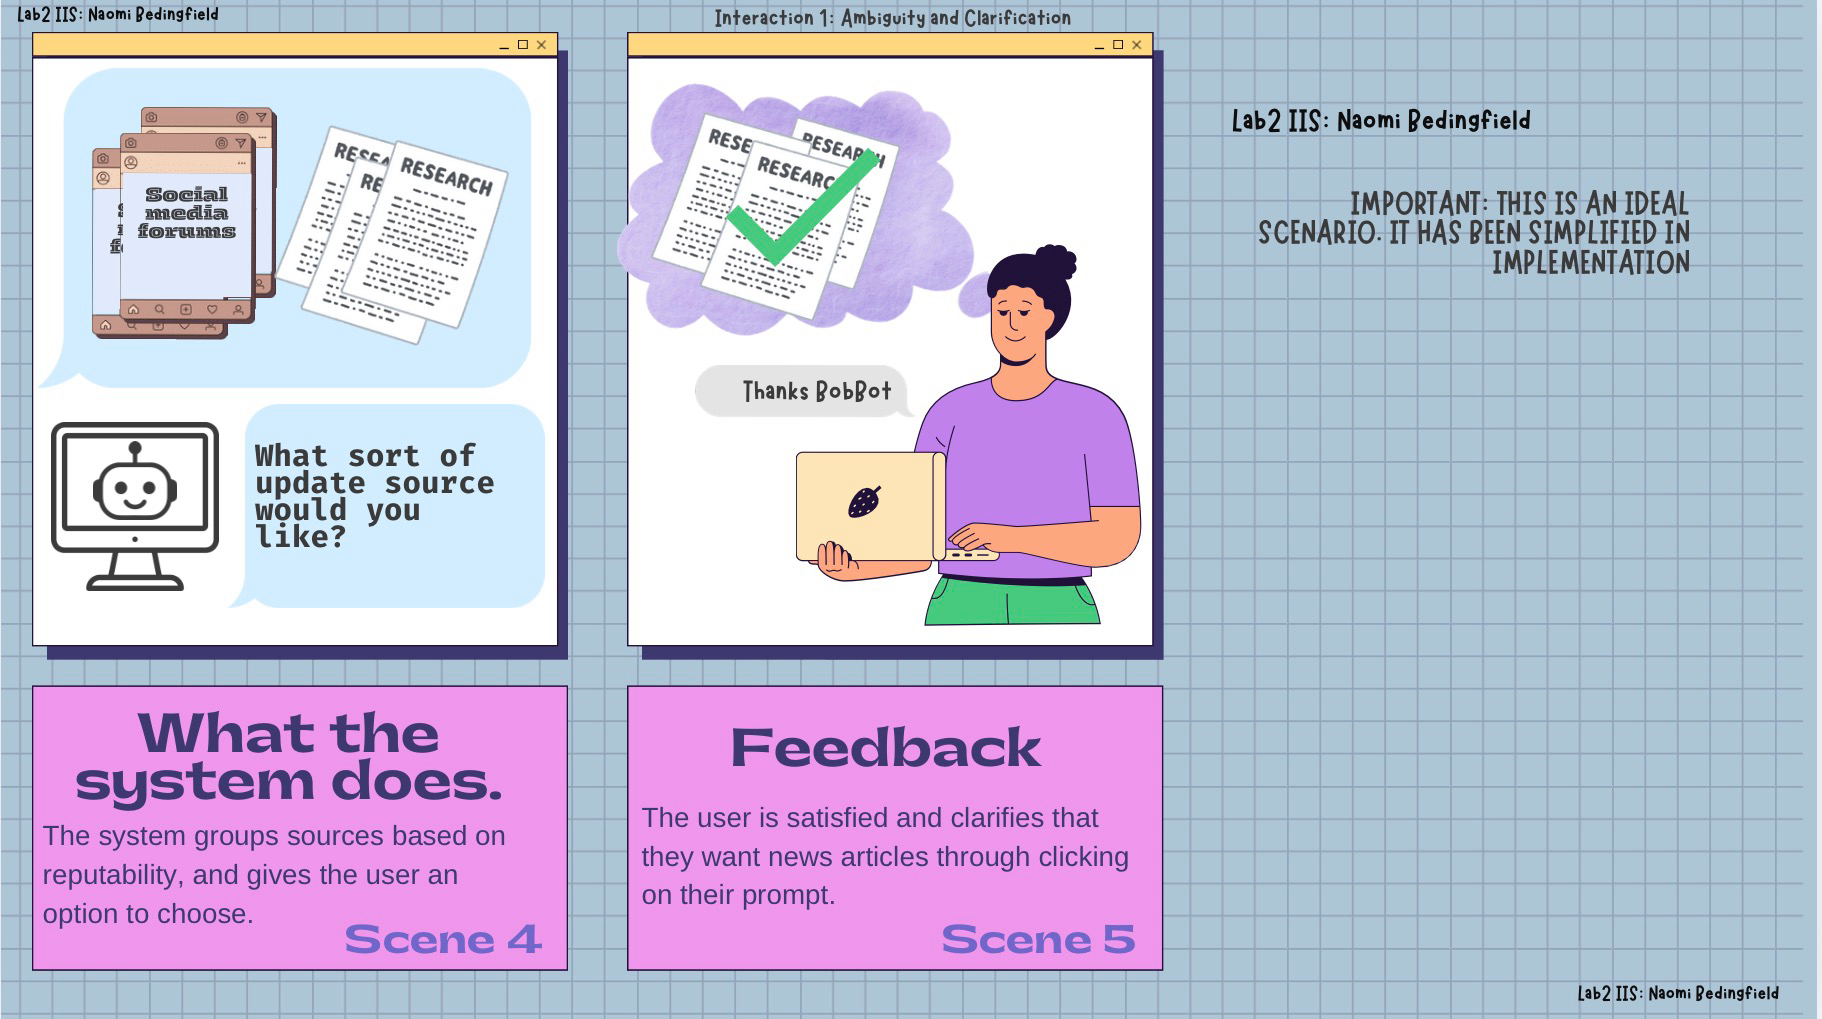 Lab2 IIS: Naomi Bedingfield
Interaction 1: Ambiguity and Clarification
Social
media
forums
RESEARCH
What sort of
update source
would you
like?
RESEARCH
RESEARCH
Thanks BobBot
Lab2 IIS: Naomi Bedingfield
IMPORTANT: THIS IS AN IDEAL
SCENARIO. IT HAS BEEN SIMPLIFIED IN
IMPLEMENTATION
What the
system does.
The system groups sources based on
reputability, and gives the user an
option to choose.
Scene 4
Feedback
The user is satisfied and clarifies that
they want news articles through clicking
on their prompt.
Scene 5
Lab2 IIS: Naomi Bedingfield